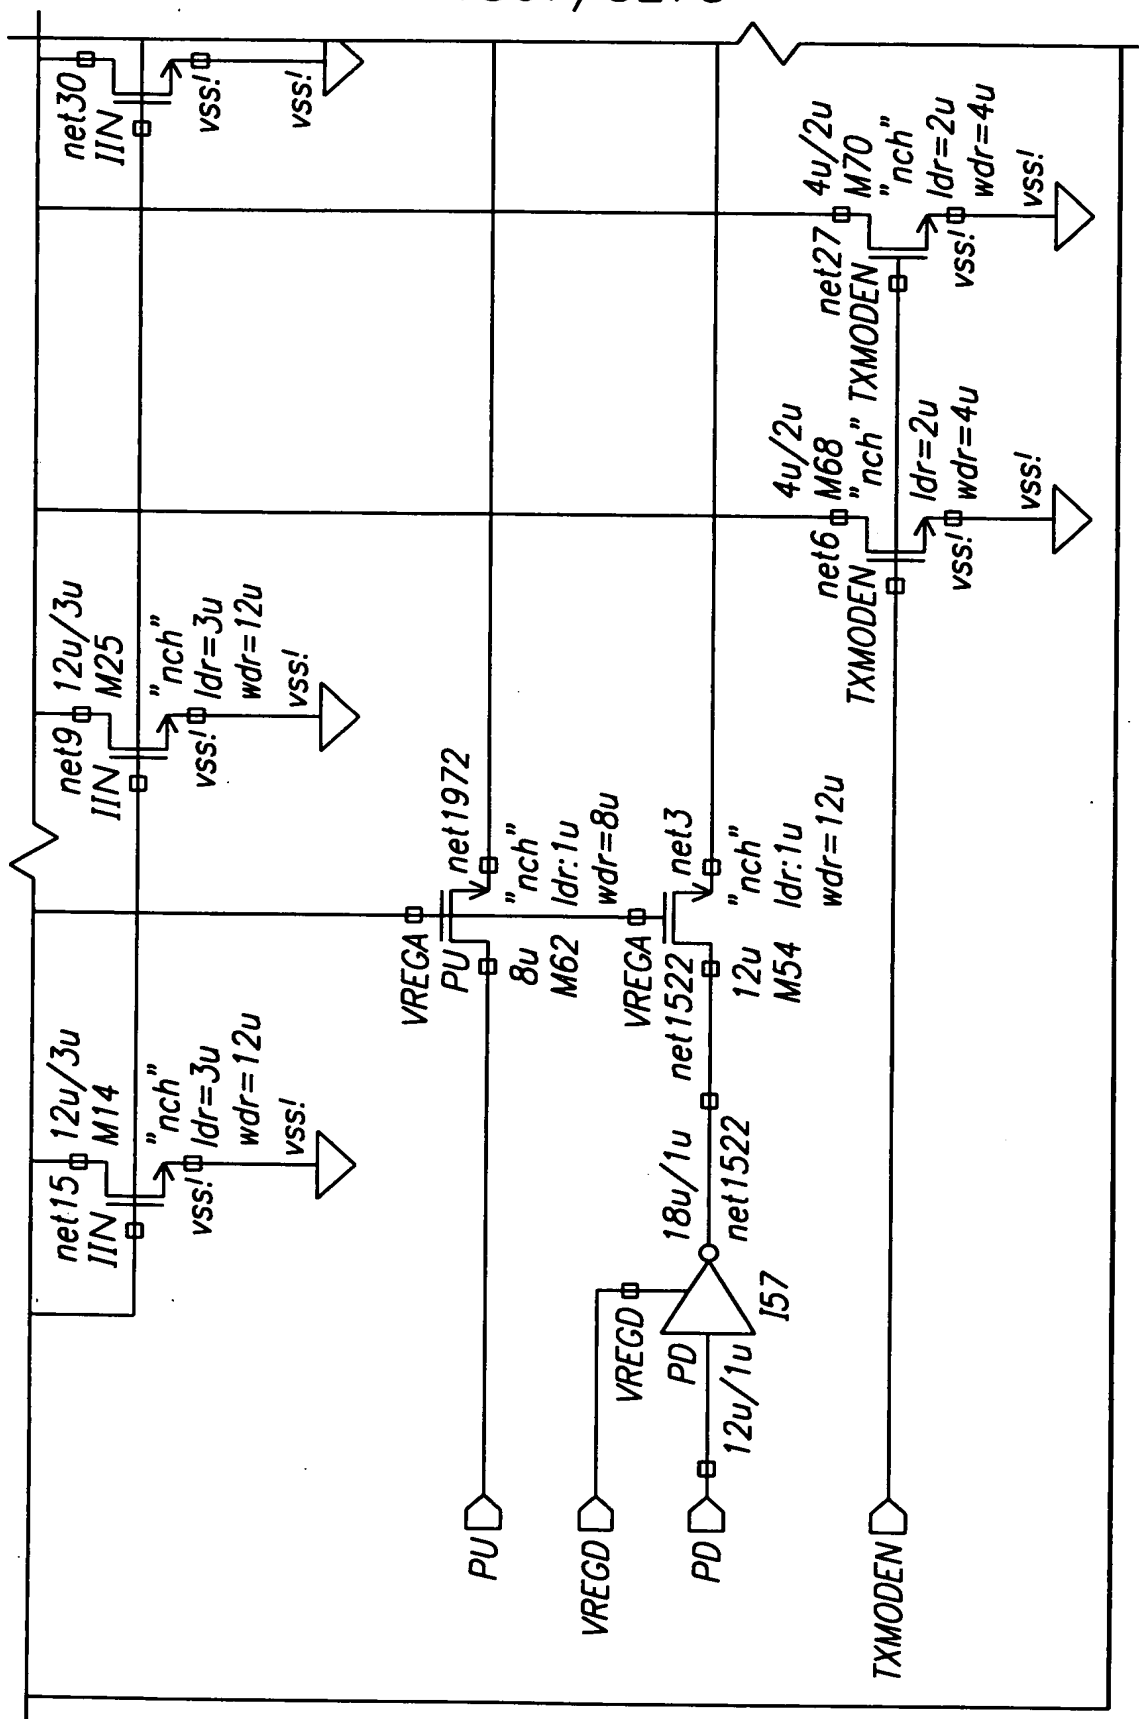 net15
IIN
12u/3u
M14
"nch"
ldr=3u
wdr=12u
vss!
vss!
net9
IIN
12u/3u
M25
"nch"
ldr=3u
wdr=12u
vss!
vss!
net30
IIN
vss!
vss!
PU
VREGA
PU
8u
M62
net1972
"nch"
ldr:1u
wdr=8u
VREGD
VREGD
PD
PD
12u/1u
I57
18u/1u
net1522
VREGA
net1522
12u
M54
net3
"nch"
ldr:1u
wdr=12u
TXMODEN
TXMODEN
net6
4u/2u
M68
"nch"
ldr=2u
wdr=4u
vss!
vss!
TXMODEN
net27
4u/2u
M70
"nch"
ldr=2u
wdr=4u
vss!
vss!